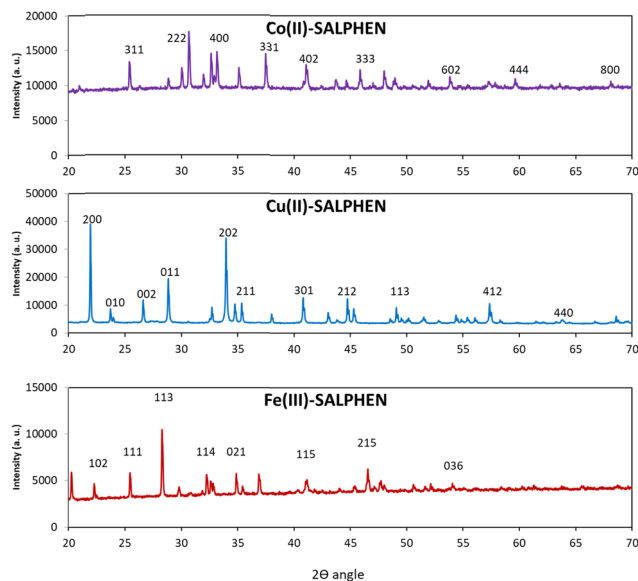 Co(II)-SALPHEN
Intensity (a. u.)
20000
15000
10000
5000
0
311 222 400 331 402 333 602 444 800
20 25 30 35 40 45 50 55 60 65 70
Cu(II)-SALPHEN
Intensity (a. u.)
50000
40000
30000
20000
10000
0
200 010 002 011 202 211 301 212 113 412 440
20 25 30 35 40 45 50 55 60 65 70
Fe(III)-SALPHEN
Intensity (a. u.)
15000
10000
5000
0
102 111 113 114 021 115 215 036
20 25 30 35 40 45 50 55 60 65 70
2Θ angle